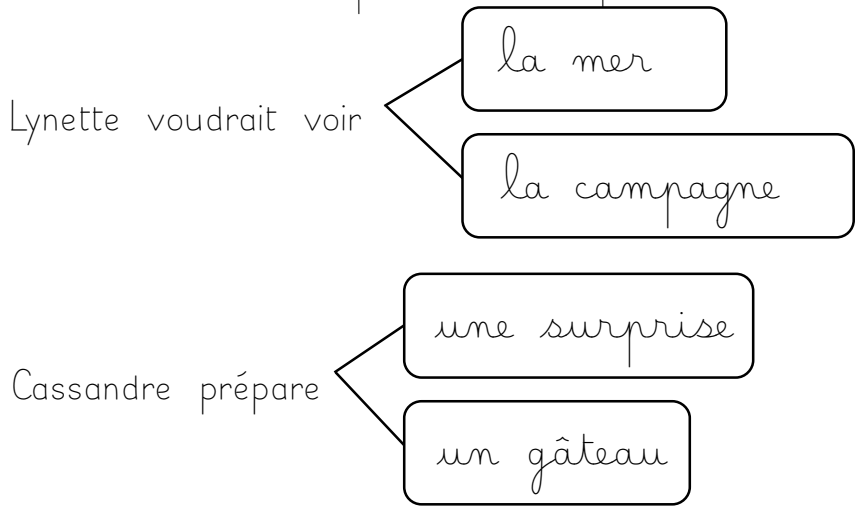 la mer
Lynette voudrait voir
la campagne
une surprise
Cassandre prépare
un gâteau